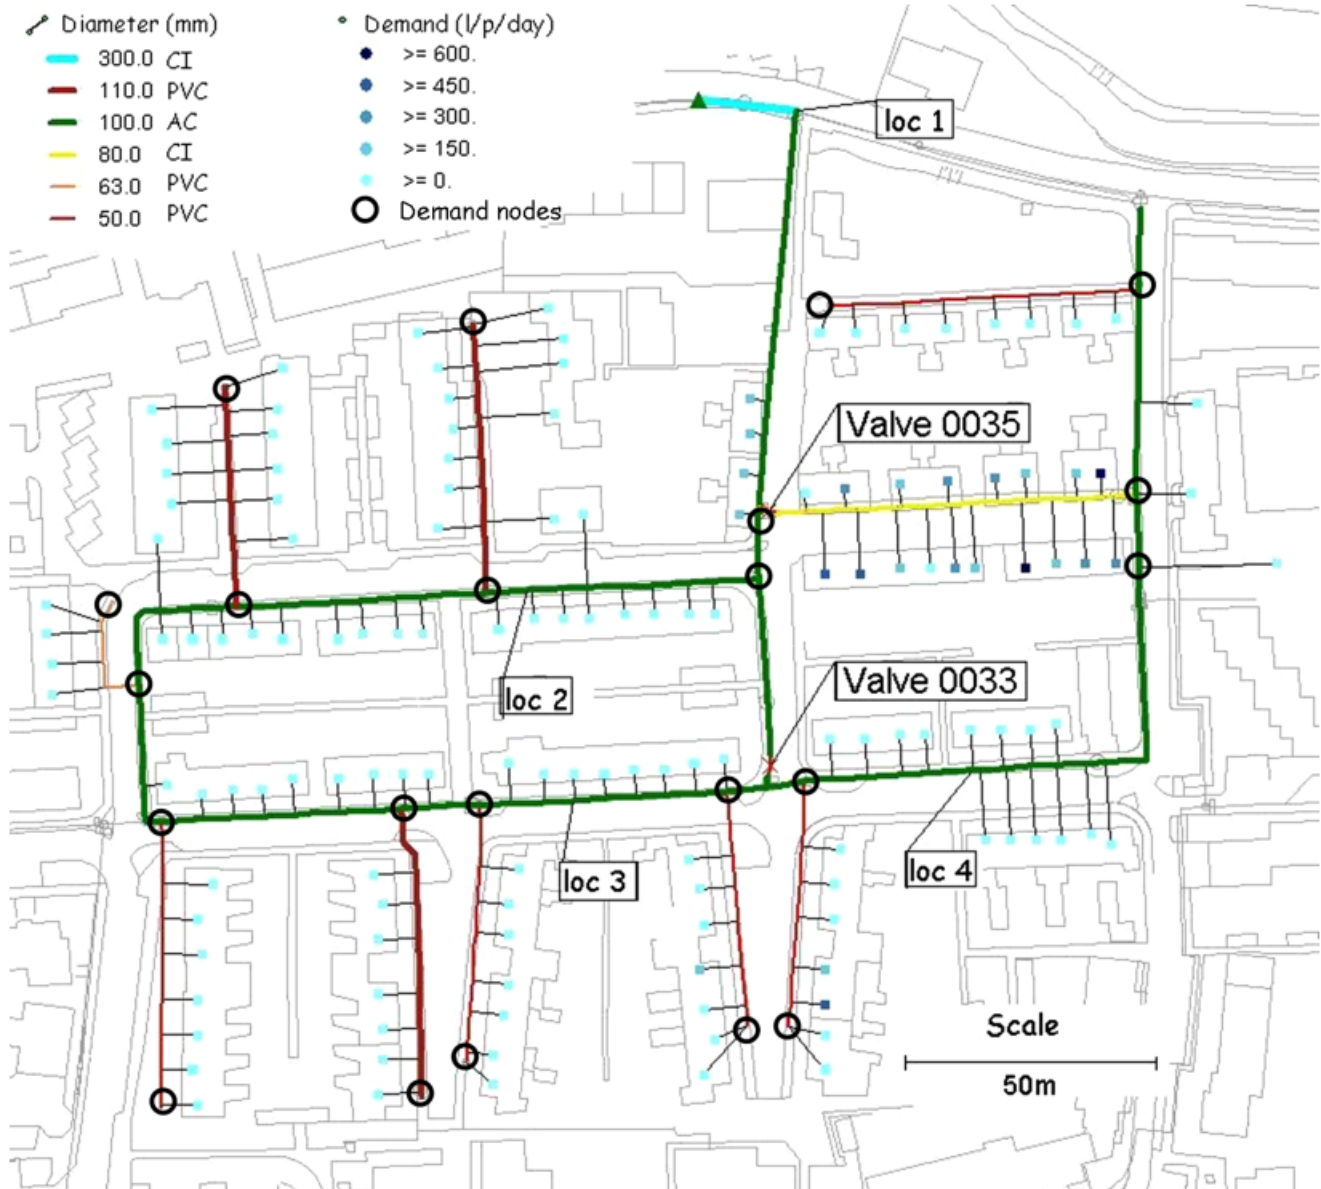 Diameter (mm)
300.0 CI
110.0 PVC
100.0 AC
80.0 CI
63.0 PVC
50.0 PVC
Demand (l/p/day)
>= 600.
>= 450.
>= 300.
>= 150.
>= 0.
Demand nodes
loc 1
Valve 0035
Valve 0033
loc 2
loc 3
loc 4
Scale
50m